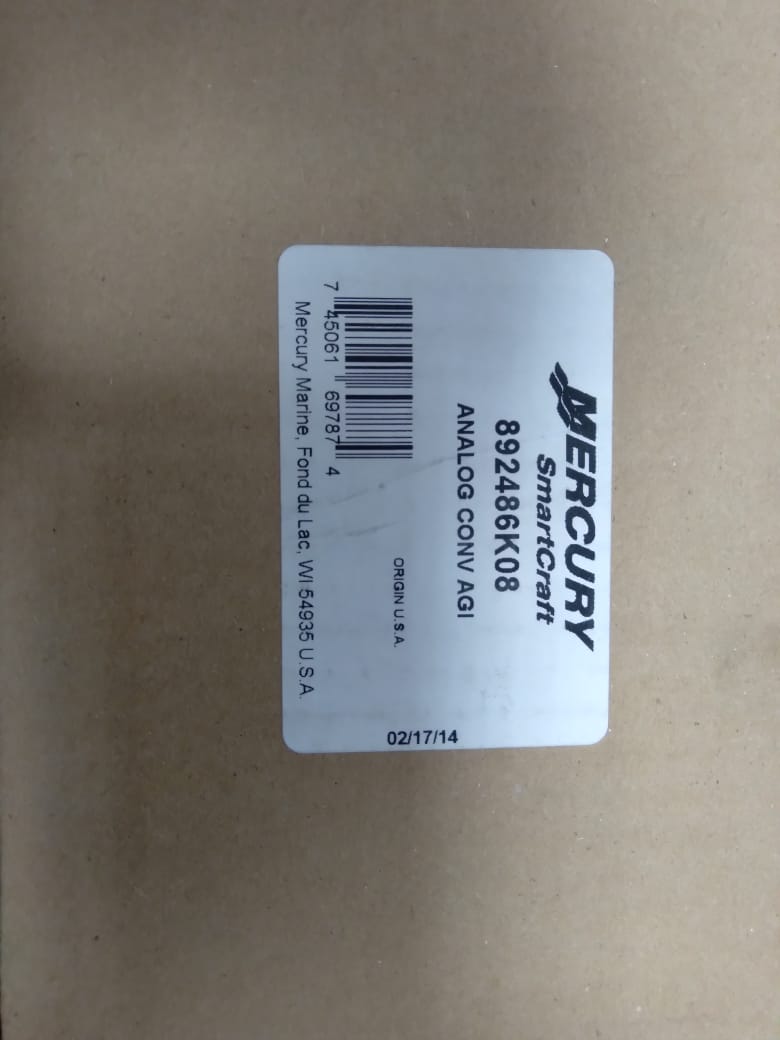 MERCURY
SmartCraft
892486K08
ANALOG CONV AGI
ORIGIN U.S.A.
7 45061 69787 4
Mercury Marine, Fond du Lac, WI 54935 U.S.A.
02/17/14